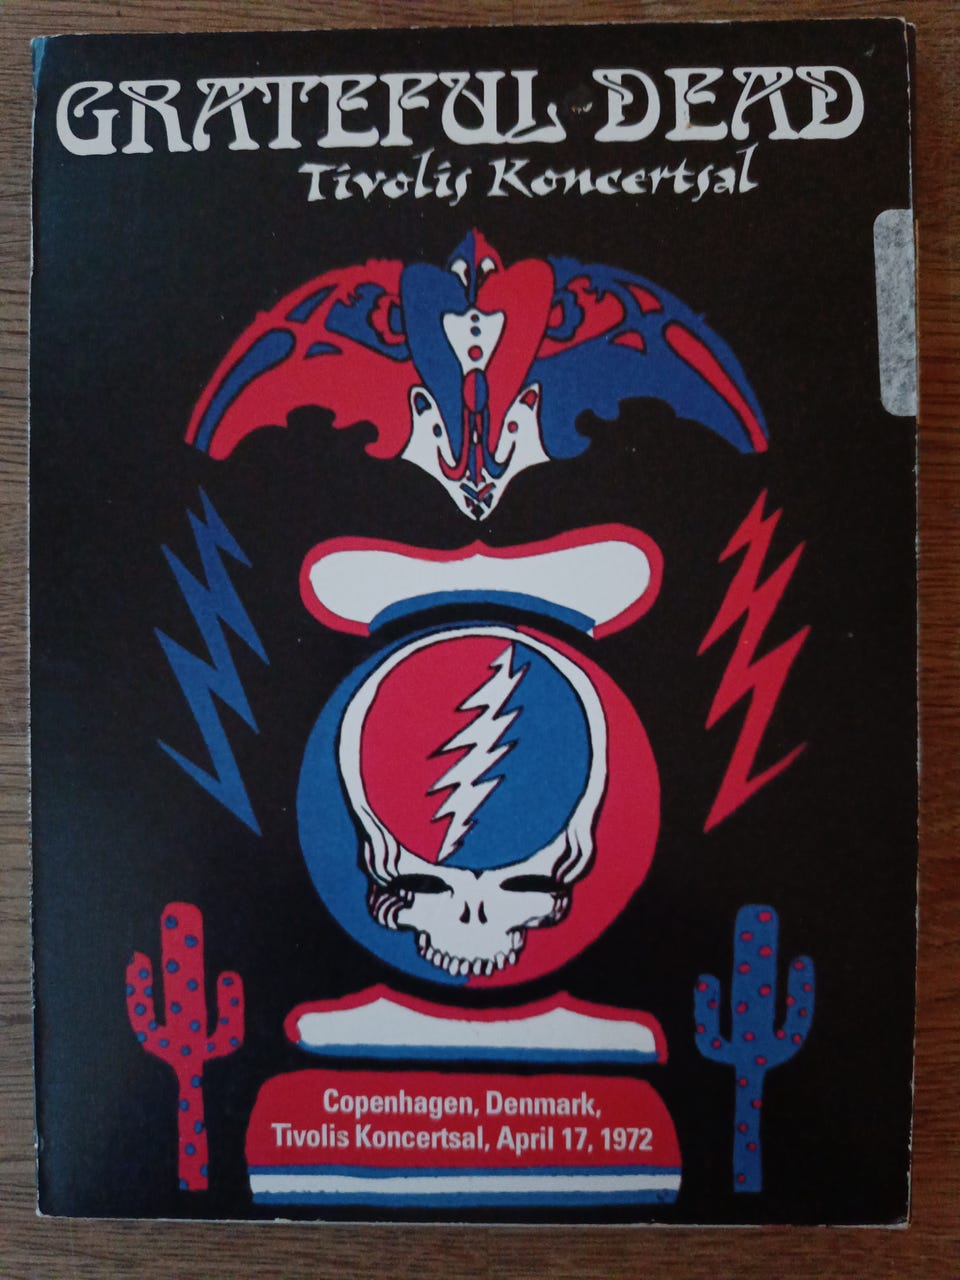 GRATEFUL DEAD
Tivolis Koncertsal
Copenhagen, Denmark,
Tivolis Koncertsal, April 17, 1972